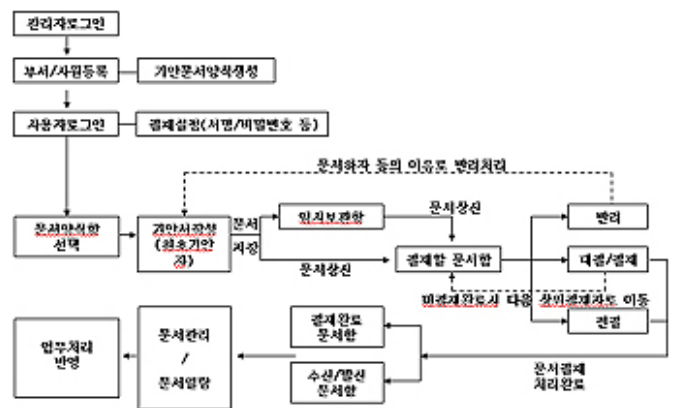 관리자로그인
부서/사원등록
기안문서양식생성
사용자로그인
결재설정(서명/비밀번호 등)
문서하자 등의 이유로 반려처리
문서양식함
선택
기안서작성
(최초기안
자)
문서
저장
임시보관함
문서상신
문서상신
결재할 문서함
반려
대결/결재
미결재완료시 다음 상위결재자로 이동
전결
업무처리
반영
문서관리
/
문서열람
결재완료
문서함
수신/발신
문서함
문서결재
처리완료